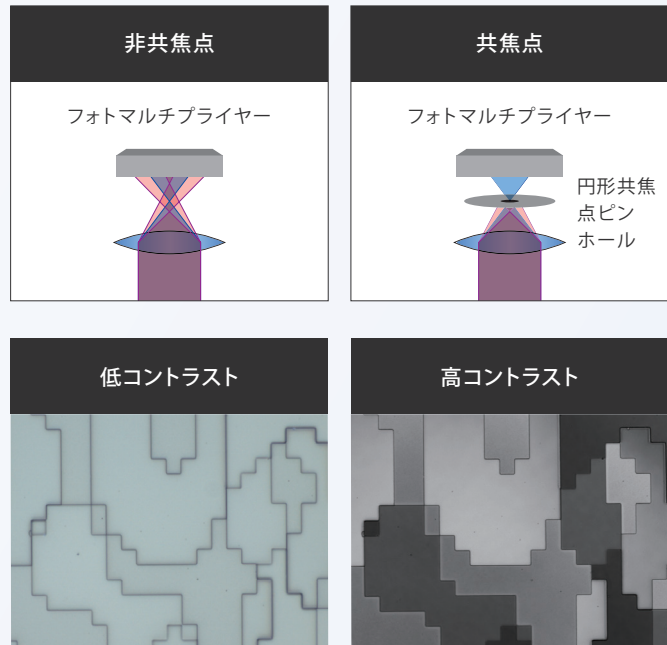 非共焦点
共焦点
フォトマルチプライヤー
フォトマルチプライヤー
円形共焦
点ピン
ホール
低コントラスト
高コントラスト